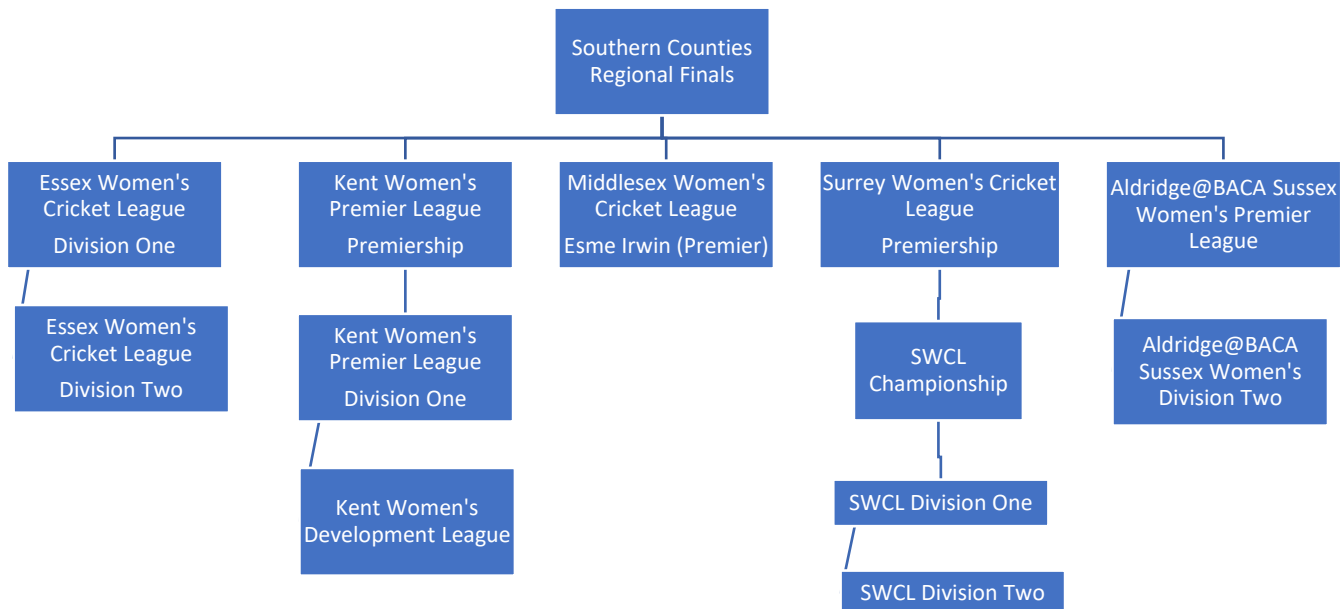 Southern Counties
Regional Finals
Essex Women's
Cricket League
Division One
Kent Women's
Premier League
Premiership
Middlesex Women's
Cricket League
Esme Irwin (Premier)
Surrey Women's Cricket
League
Premiership
Aldridge@BACA Sussex
Women's Premier
League
Essex Women's
Cricket League
Division Two
Kent Women's
Premier League
Division One
SWCL
Championship
Aldridge@BACA
Sussex Women's
Division Two
Kent Women's
Development League
SWCL Division One
SWCL Division Two